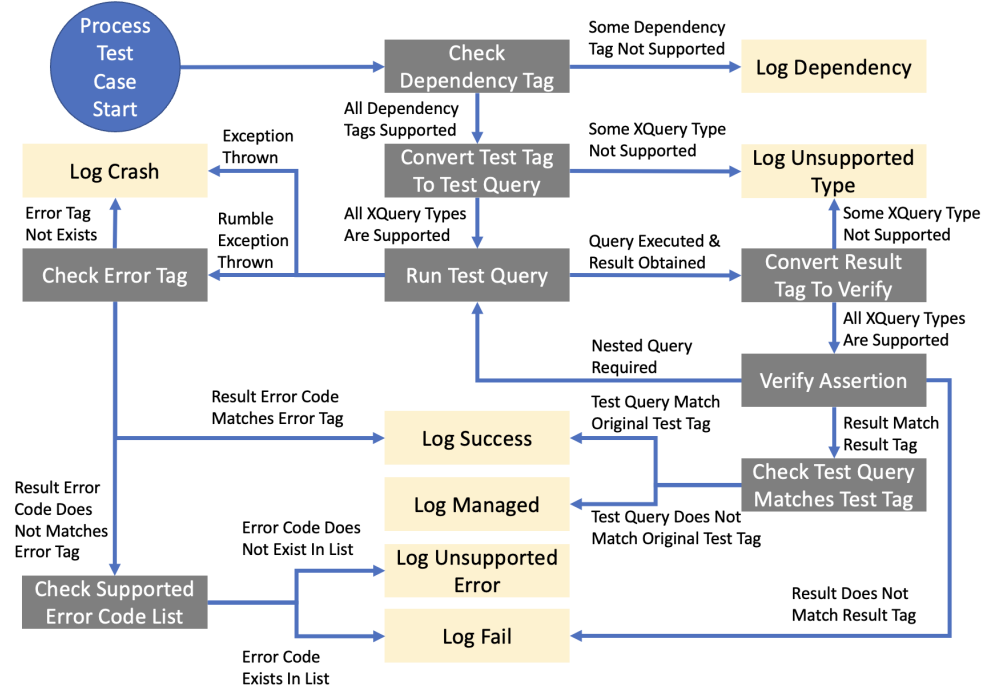 Process
Test
Case
Start
Check
Dependency Tag
Some Dependency
Tag Not Supported
Log Dependency
All Dependency
Tags Supported
Exception
Thrown
Log Crash
Convert Test Tag
To Test Query
Some XQuery Type
Not Supported
Log Unsupported
Type
Error Tag
Not Exists
Rumble
Exception
Thrown
All XQuery Types
Are Supported
Query Executed &
Result Obtained
Some XQuery Type
Not Supported
Check Error Tag
Run Test Query
Convert Result
Tag To Verify
All XQuery Types
Are Supported
Nested Query
Required
Verify Assertion
Result Error Code
Matches Error Tag
Log Success
Test Query Match
Original Test Tag
Result Match
Result Tag
Check Test Query
Matches Test Tag
Log Managed
Test Query Does Not
Match Original Test Tag
Result Error
Code Does
Not Matches
Error Tag
Error Code Does
Not Exist In List
Log Unsupported
Error
Check Supported
Error Code List
Log Fail
Result Does Not
Match Result Tag
Error Code
Exists In List